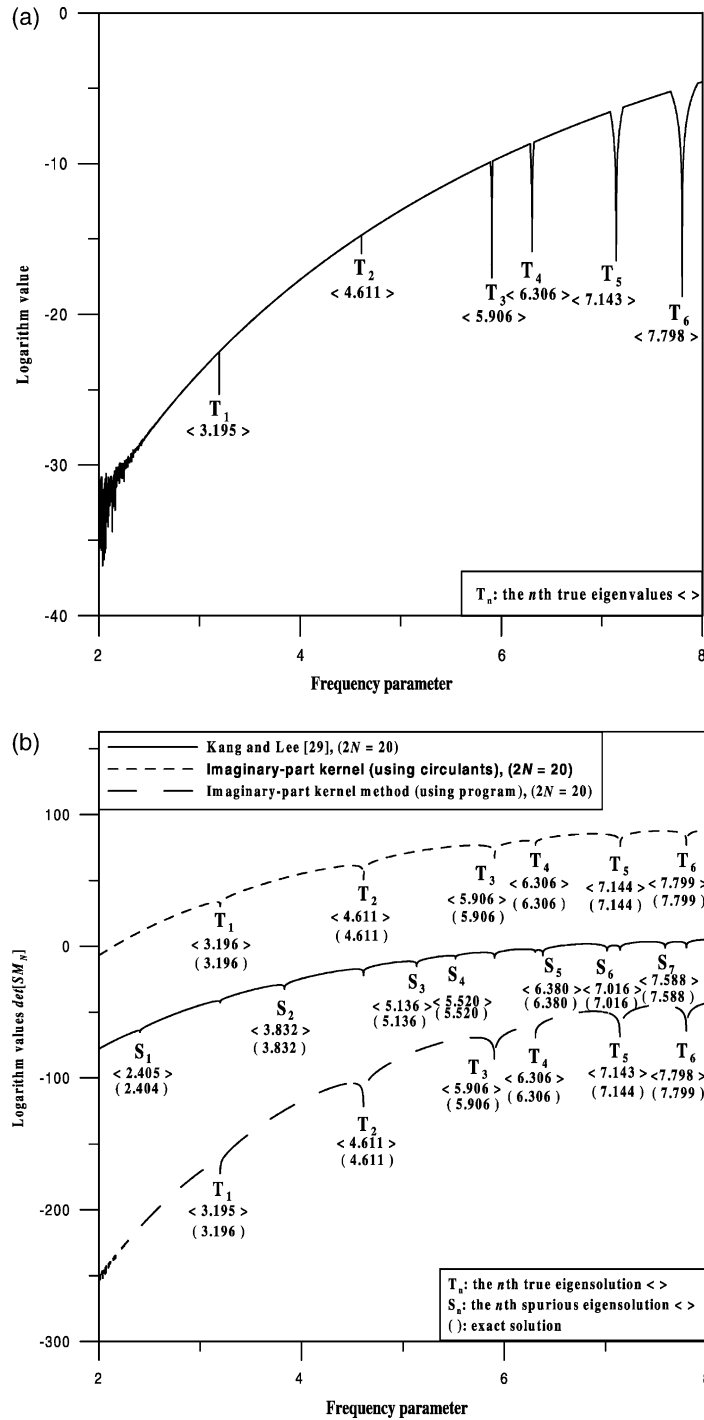 (a)
0
-10
-20
-30
-40
Logarithm value
T1
< 3.195 >
T2
< 4.611 >
T3
< 5.906 >
T4
< 6.306 >
T5
< 7.143 >
T6
< 7.798 >
Tn: the nth true eigenvalues < >
2
4
6
8
Frequency parameter
(b)
Kang and Lee [29], (2N = 20)
Imaginary-part kernel (using circulants), (2N = 20)
Imaginary-part kernel method (using program), (2N = 20)
100
0
-100
-200
-300
Logarithm values det[SMN]
T1
< 3.196 >
( 3.196 )
T2
< 4.611 >
( 4.611 )
T3
< 5.906 >
( 5.906 )
T4
< 6.306 >
( 6.306 )
T5
< 7.144 >
( 7.144 )
T6
< 7.799 >
( 7.799 )
S1
< 2.405 >
( 2.404 )
S2
< 3.832 >
( 3.832 )
S3
< 5.136 >
( 5.136 )
S4
< 5.520 >
( 5.520 )
S5
< 6.380 >
( 6.380 )
S6
< 7.016 >
( 7.016 )
S7
< 7.588 >
( 7.588 )
T1
< 3.195 >
( 3.196 )
T2
< 4.611 >
( 4.611 )
T3
< 5.906 >
( 5.906 )
T4
< 6.306 >
( 6.306 )
T5
< 7.143 >
( 7.144 )
T6
< 7.798 >
( 7.799 )
Tn: the nth true eigensolution < >
Sn: the nth spurious eigensolution < >
( ): exact solution
2
4
6
8
Frequency parameter